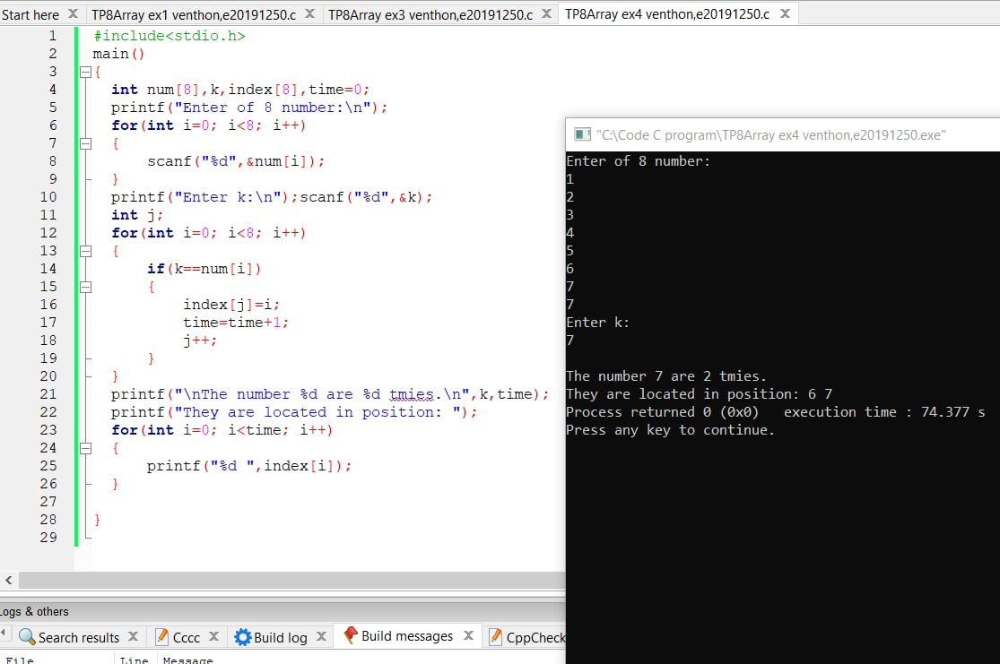 Start here X TP8Array ex1 venthon,e20191250.c X TP8Array ex3 venthon,e20191250.c X TP8Array ex4 venthon,e20191250.c X
1 #include<stdio.h>
2 main()
3 {
4 int num[8],k,index[8],time=0;
5 printf("Enter of 8 number:\n");
6 for(int i=0; i<8; i++)
7 {
8 scanf("%d",&num[i]);
9 }
10 printf("Enter k:\n");scanf("%d",&k);
11 int j;
12 for(int i=0; i<8; i++)
13 {
14 if(k==num[i])
15 {
16 index[j]=i;
17 time=time+1;
18 j++;
19 }
20 }
21 printf("\nThe number %d are %d tmies.\n",k,time);
22 printf("They are located in position: ");
23 for(int i=0; i<time; i++)
24 {
25 printf("%d ",index[i]);
26 }
27
28 }
29
"C:\Code C program\TP8Array ex4 venthon,e20191250.exe"
Enter of 8 number:
1
2
3
4
5
6
7
7
Enter k:
7
The number 7 are 2 tmies.
They are located in position: 6 7
Process returned 0 (0x0) execution time : 74.377 s
Press any key to continue.
ogs & others
Search results X Cccc X Build log X Build messages X CppCheck
File Line Message